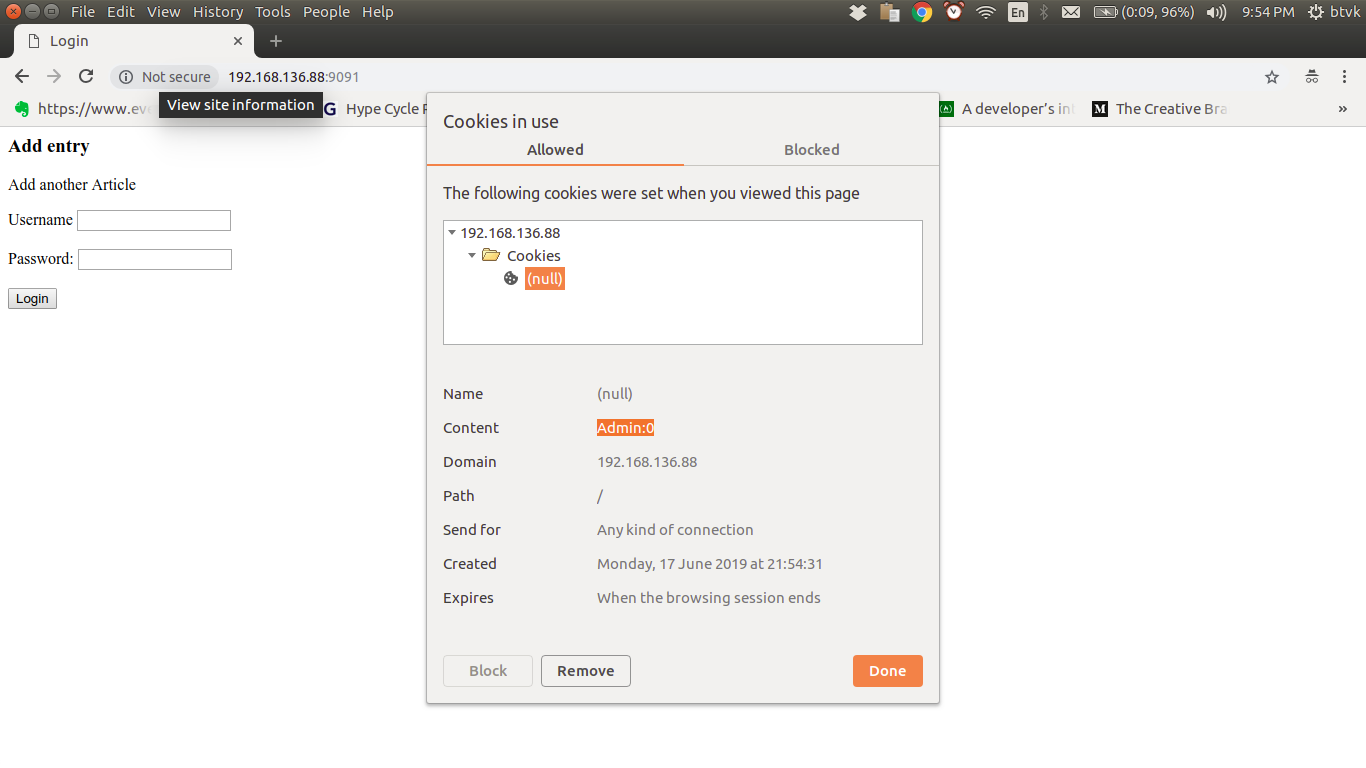 File Edit View History Tools People Help
En
(0:09, 96%)
9:54 PM
btvk
Login
Not secure
192.168.136.88:9091
https://www.eve
View site information
G
Hype Cycle
A developer's in
M
The Creative Bra
»
Add entry
Add another Article
Username
Password:
Login
Cookies in use
Allowed
Blocked
The following cookies were set when you viewed this page
192.168.136.88
Cookies
(null)
Name (null)
Content Admin:0
Domain 192.168.136.88
Path /
Send for Any kind of connection
Created Monday, 17 June 2019 at 21:54:31
Expires When the browsing session ends
Block
Remove
Done